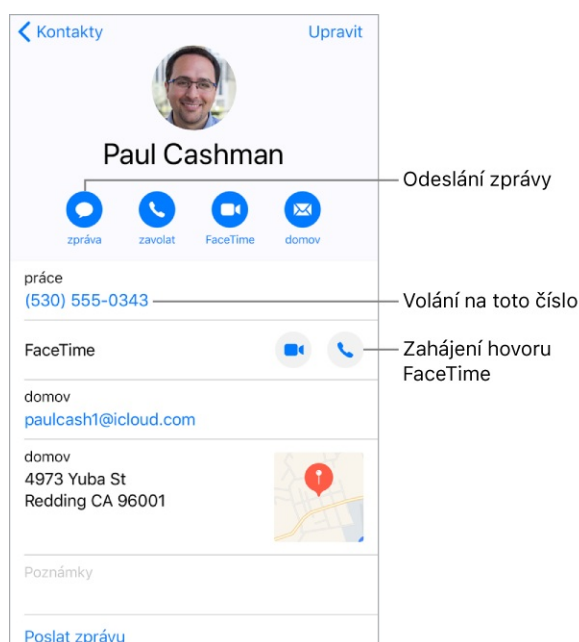 Kontakty
Upravit
Paul Cashman
zpráva
zavolat
FaceTime
domov
Odeslání zprávy
práce
(530) 555-0343
Volání na toto číslo
FaceTime
Zahájení hovoru
FaceTime
domov
paulcash1@icloud.com
domov
4973 Yuba St
Redding CA 96001
Poznámky
Poslat zprávu